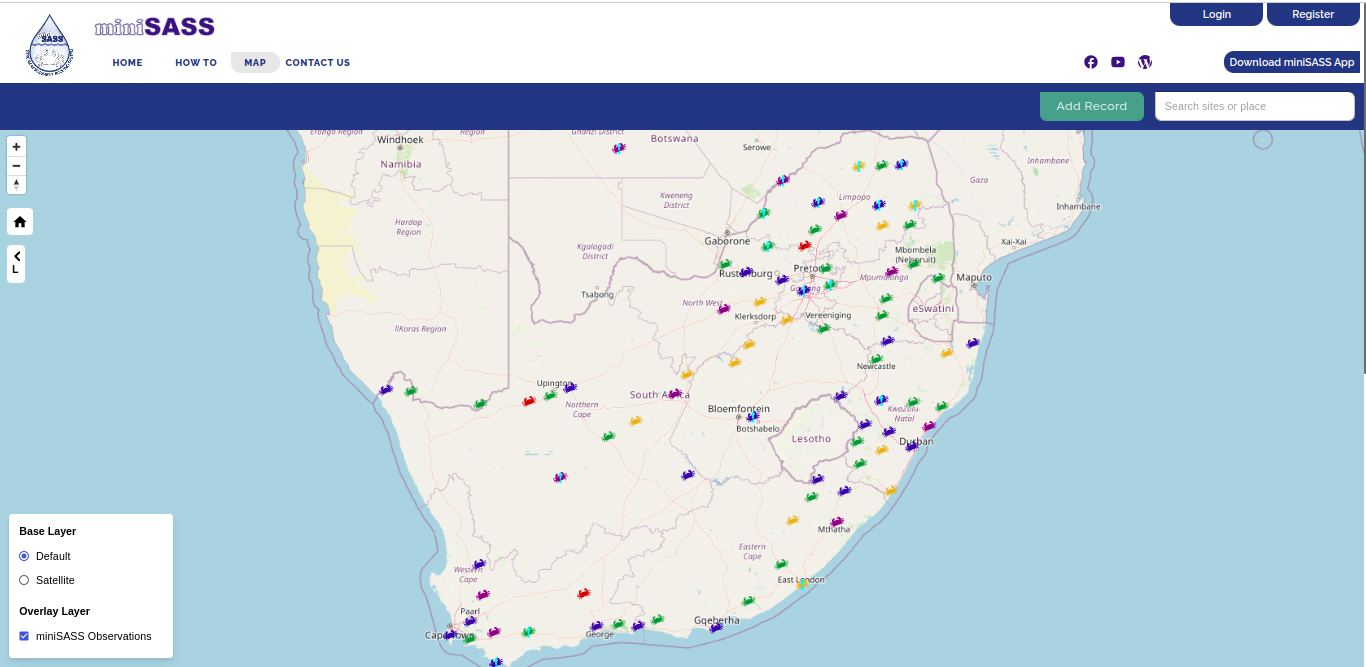 Login
Register
SASS
miniSASS
HOME
HOW TO
MAP
CONTACT US
Download miniSASS App
Add Record
Search sites or place
Erongo Region
Region
Ghanzi District
Botswana
Windhoek
Serowe
Namibia
Inhambane
Gaza
Kweneng
District
Limpopo
Inhambane
Hardap
Region
Gaborone
Xai-Xai
Kgalagadi
District
Mbombela
(Nelspruit)
Rustenburg
Pretoria
Mpumalanga
Maputo
Gauteng
Tsabong
North West
eSwatini
Klerksdorp
Vereeniging
ǁKaras Region
Newcastle
Upington
South Africa
Northern
Cape
Bloemfontein
KwaZulu-
Natal
Botshabelo
Lesotho
Durban
Mthatha
Eastern
Cape
Western
Cape
East London
Paarl
Gqeberha
Cape Town
George
L
Base Layer
Default
Satellite
Overlay Layer
miniSASS Observations